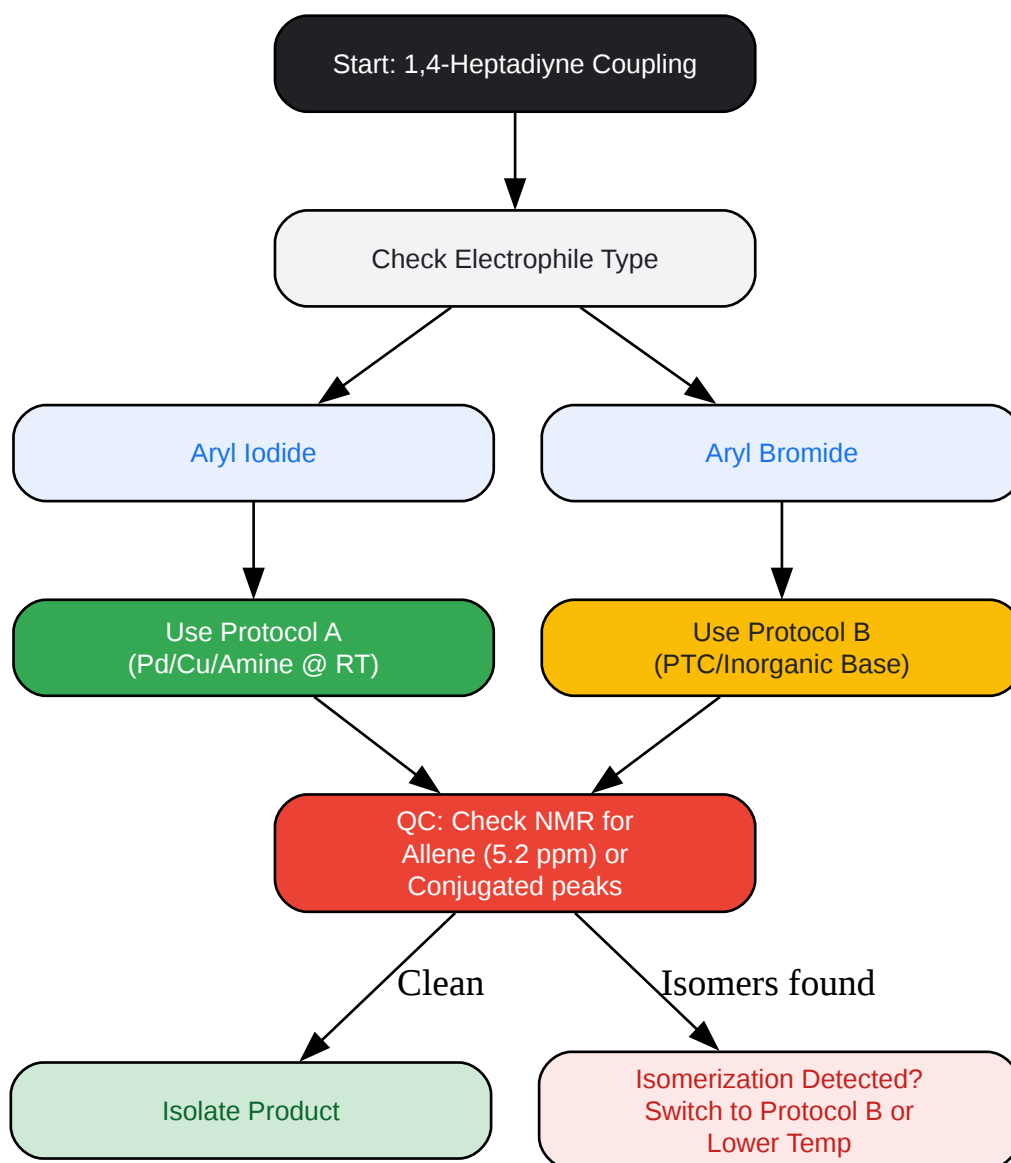 Start: 1,4-Heptadiyne Coupling
Check Electrophile Type
Aryl Iodide
Aryl Bromide
Use Protocol A
(Pd/Cu/Amine @ RT)
Use Protocol B
(PTC/Inorganic Base)
QC: Check NMR for
Allene (5.2 ppm) or
Conjugated peaks
Clean
Isomers found
Isolate Product
Isomerization Detected?
Switch to Protocol B or
Lower Temp